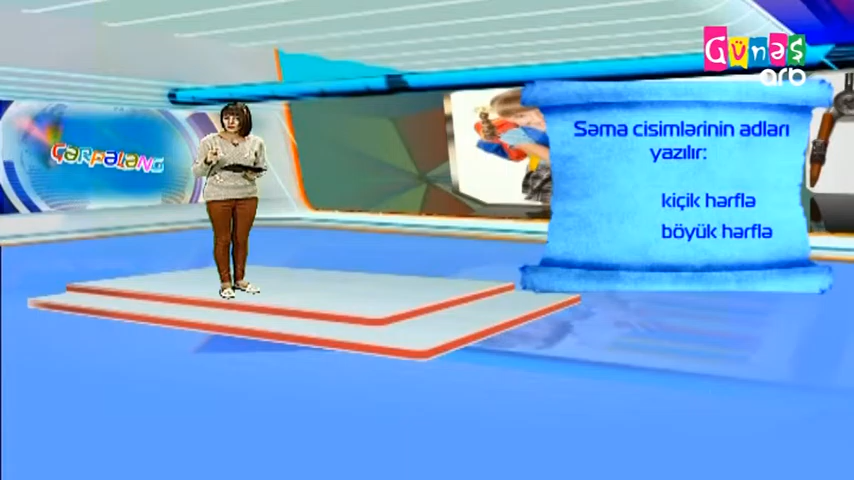 Günəş
arb
ÇƏRPƏLƏNG
Səma cisimlərinin adları
yazılır:
kiçik hərflə
böyük hərflə